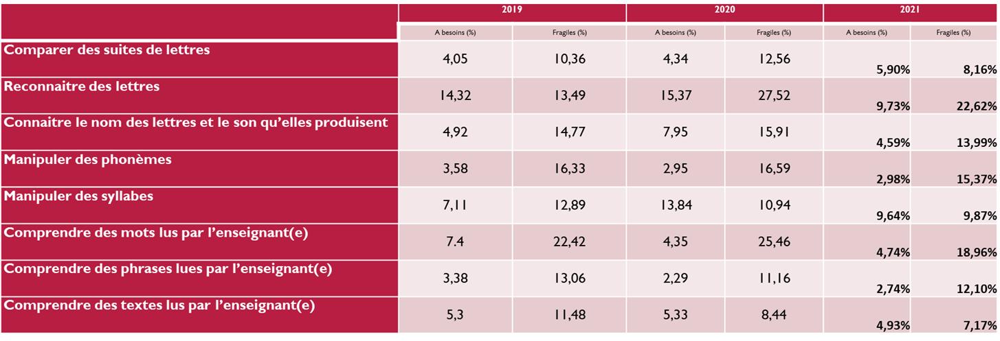 2019 2020 2021
A besoins (%) Fragiles (%) A besoins (%) Fragiles (%) A besoins (%) Fragiles (%)
Comparer des suites de lettres 4,05 10,36 4,34 12,56 5,90% 8,16%
Reconnaitre des lettres 14,32 13,49 15,37 27,52 9,73% 22,62%
Connaitre le nom des lettres et le son qu’elles produisent 4,92 14,77 7,95 15,91 4,59% 13,99%
Manipuler des phonèmes 3,58 16,33 2,95 16,59 2,98% 15,37%
Manipuler des syllabes 7,11 12,89 13,84 10,94 9,64% 9,87%
Comprendre des mots lus par l’enseignant(e) 7.4 22,42 4,35 25,46 4,74% 18,96%
Comprendre des phrases lues par l’enseignant(e) 3,38 13,06 2,29 11,16 2,74% 12,10%
Comprendre des textes lus par l’enseignant(e) 5,3 11,48 5,33 8,44 4,93% 7,17%